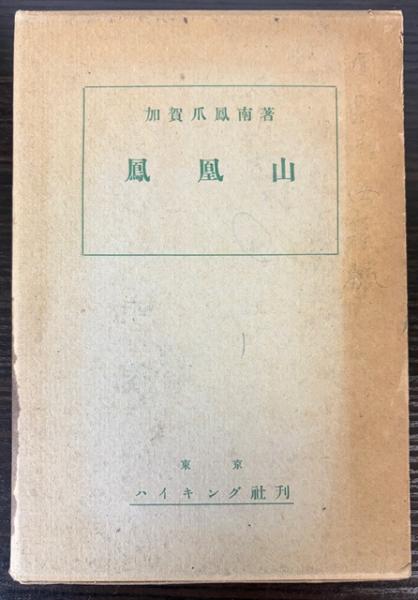 加賀爪鳳南著
鳳凰山
東京
ハイキング社刊